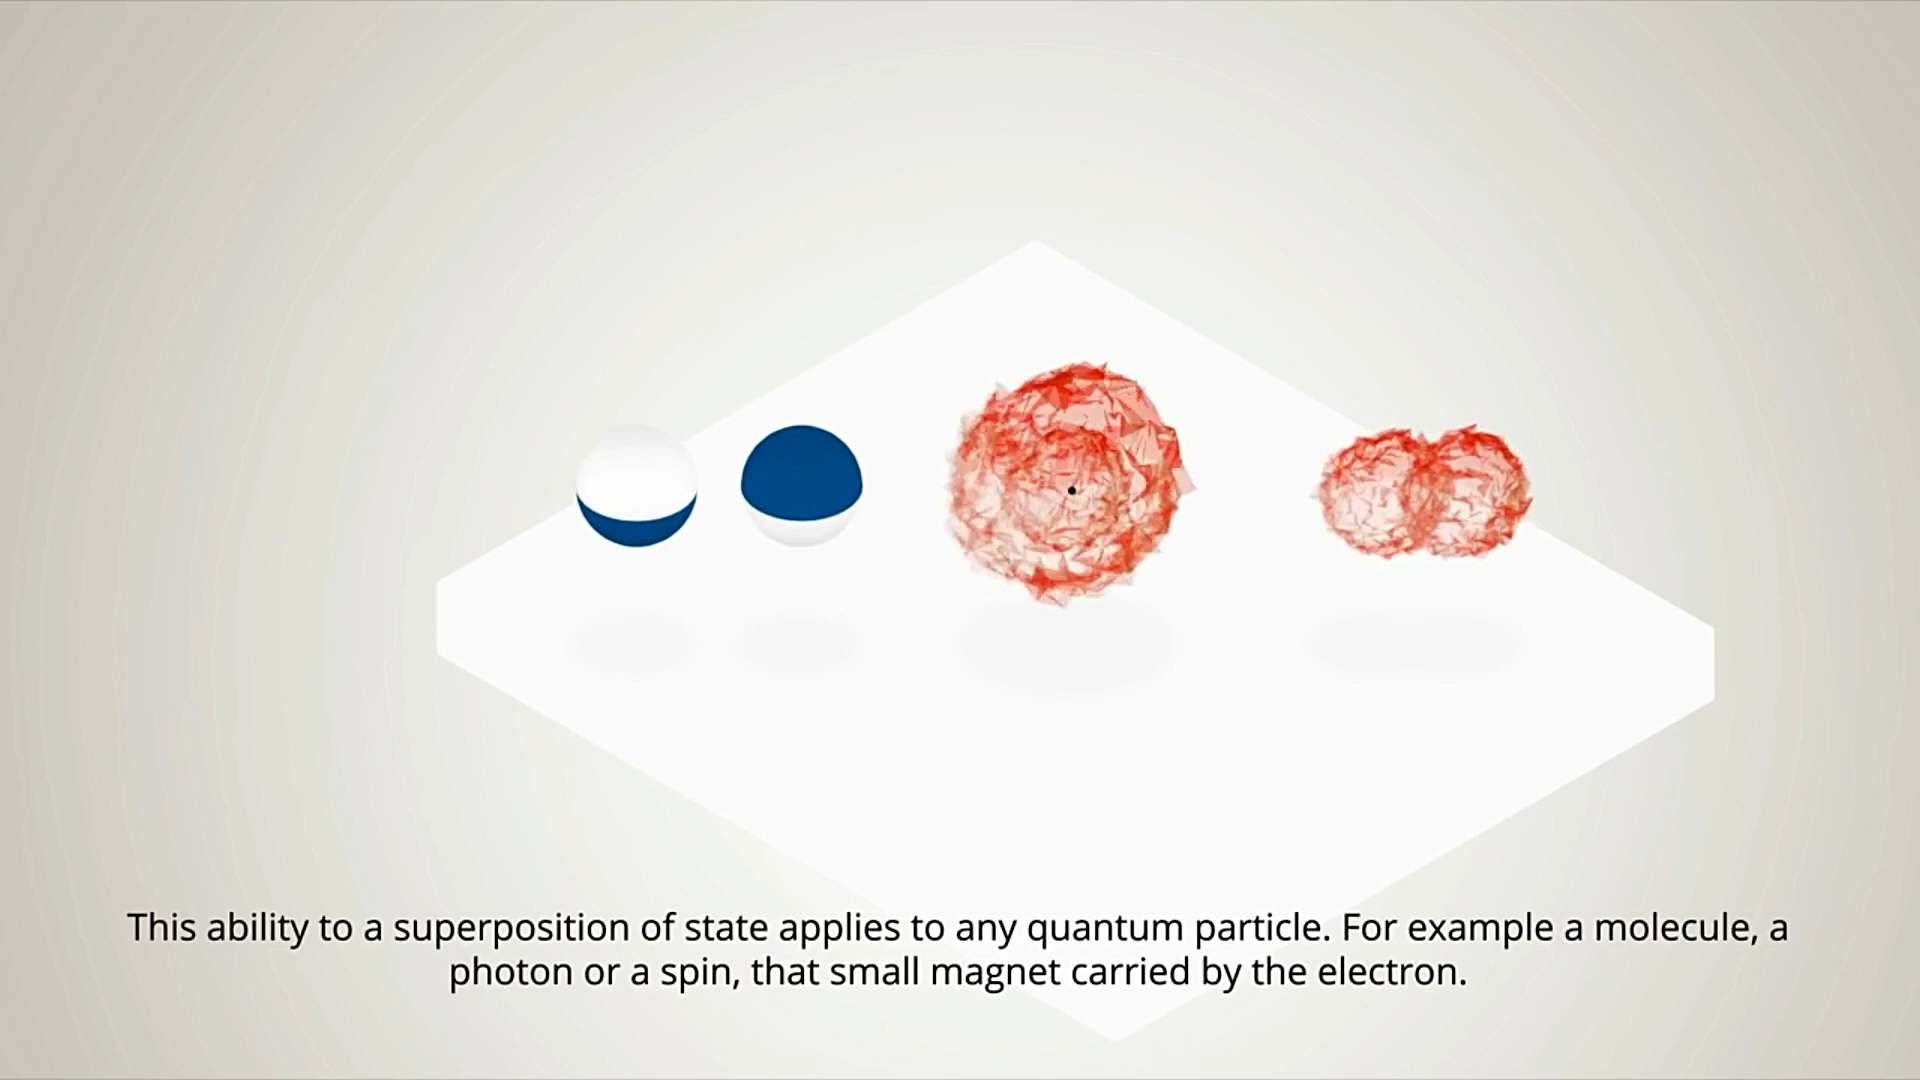 This ability to a superposition of state applies to any quantum particle. For example a molecule, a
photon or a spin, that small magnet carried by the electron.